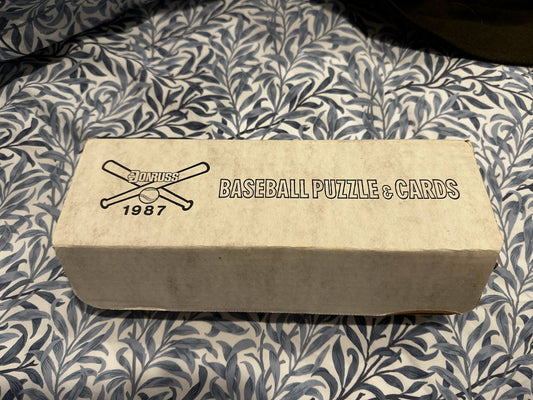 DONRUSS
1987
BASEBALL PUZZLE & CARDS